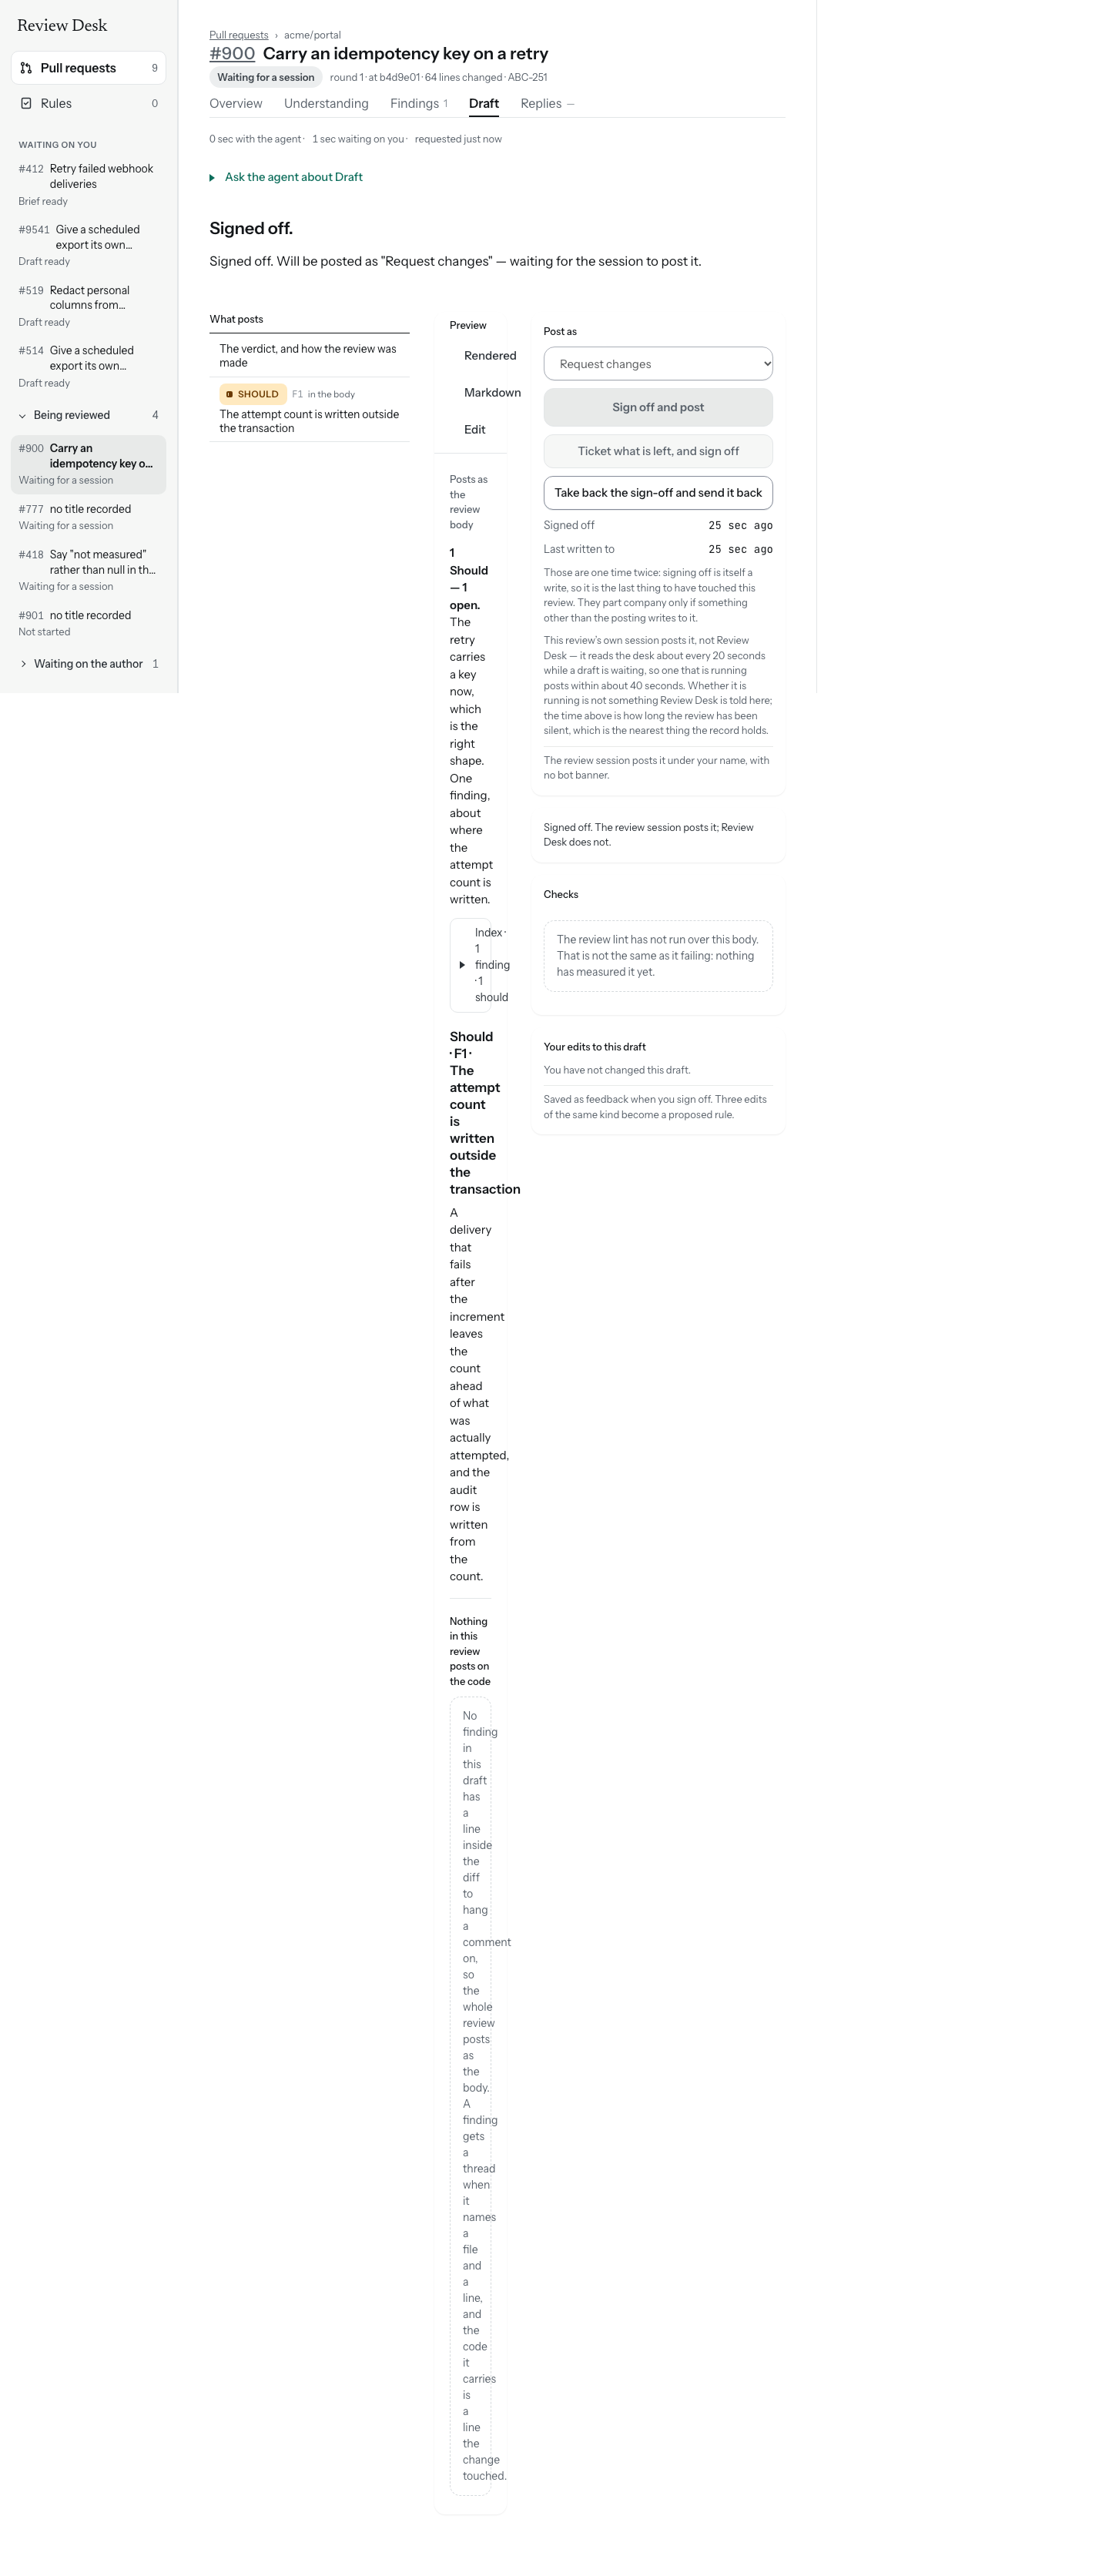 Review Desk
Pull requests 9
Rules 0
WAITING ON YOU
#412 Retry failed webhook
deliveries
Brief ready
#9541 Give a scheduled
export its own...
Draft ready
#519 Redact personal
columns from...
Draft ready
#514 Give a scheduled
export its own...
Draft ready
Being reviewed 4
#900 Carry an
idempotency key o...
Waiting for a session
#777 no title recorded
Waiting for a session
#418 Say "not measured"
rather than null in th...
Waiting for a session
#901 no title recorded
Not started
Waiting on the author 1
Pull requests › acme/portal
#900 Carry an idempotency key on a retry
Waiting for a session round 1 · at b4d9e01 · 64 lines changed · ABC-251
Overview Understanding Findings 1 Draft Replies —
0 sec with the agent · 1 sec waiting on you · requested just now
Ask the agent about Draft
Signed off.
Signed off. Will be posted as "Request changes" — waiting for the session to post it.
What posts
The verdict, and how the review was
made
SHOULD F1 in the body
The attempt count is written outside
the transaction
Preview
Rendered
Markdown
Edit
Posts as
the
review
body
1
Should
— 1
open.
The
retry
carries
a key
now,
which
is the
right
shape.
One
finding,
about
where
the
attempt
count is
written.
Index ·
1
finding
· 1
should
Should
· F1 ·
The
attempt
count
is
written
outside
the
transaction
A
delivery
that
fails
after
the
increment
leaves
the
count
ahead
of what
was
actually
attempted,
and the
audit
row is
written
from
the
count.
Nothing
in this
review
posts on
the code
No
finding
in
this
draft
has
a
line
inside
the
diff
to
hang
a
comment
on,
so
the
whole
review
posts
as
the
body.
A
finding
gets
a
thread
when
it
names
a
file
and
a
line,
and
the
code
it
carries
is
a
line
the
change
touched.
Post as
Request changes
Sign off and post
Ticket what is left, and sign off
Take back the sign-off and send it back
Signed off 25 sec ago
Last written to 25 sec ago
Those are one time twice: signing off is itself a
write, so it is the last thing to have touched this
review. They part company only if something
other than the posting writes to it.
This review's own session posts it, not Review
Desk — it reads the desk about every 20 seconds
while a draft is waiting, so one that is running
posts within about 40 seconds. Whether it is
running is not something Review Desk is told here;
the time above is how long the review has been
silent, which is the nearest thing the record holds.
The review session posts it under your name, with
no bot banner.
Signed off. The review session posts it; Review
Desk does not.
Checks
The review lint has not run over this body.
That is not the same as it failing: nothing
has measured it yet.
Your edits to this draft
You have not changed this draft.
Saved as feedback when you sign off. Three edits
of the same kind become a proposed rule.